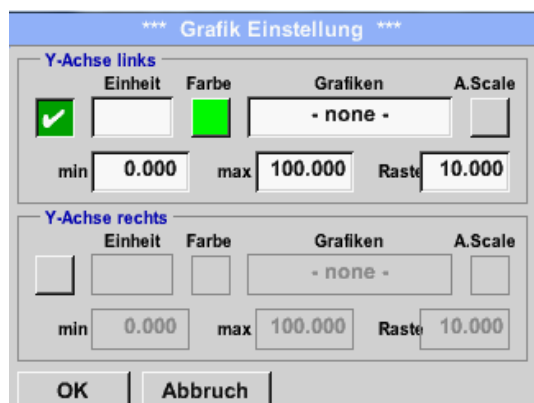 *** Grafik Einstellung ***
Y-Achse links
Einheit Farbe Grafiken A.Scale
- none -
min 0.000 max 100.000 Raste 10.000
Y-Achse rechts
Einheit Farbe Grafiken A.Scale
- none -
min 0.000 max 100.000 Raste 10.000
OK Abbruch